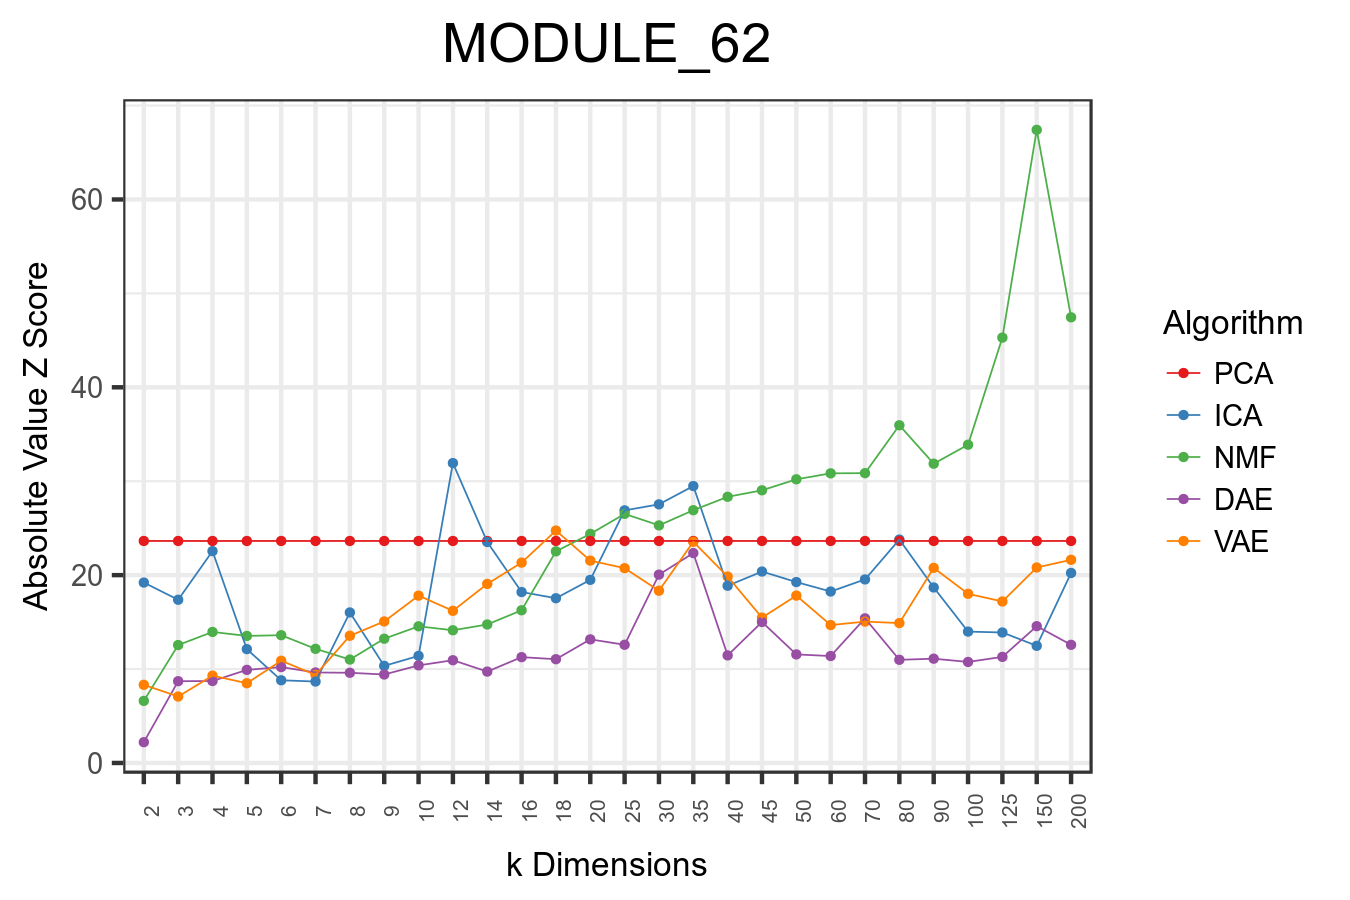 MODULE_62
Absolute Value Z Score
60
40
20
0
2 3 4 5 6 7 8 9 10 12 14 16 18 20 25 30 35 40 45 50 60 70 80 90 100 125 150 200
k Dimensions
Algorithm
PCA
ICA
NMF
DAE
VAE